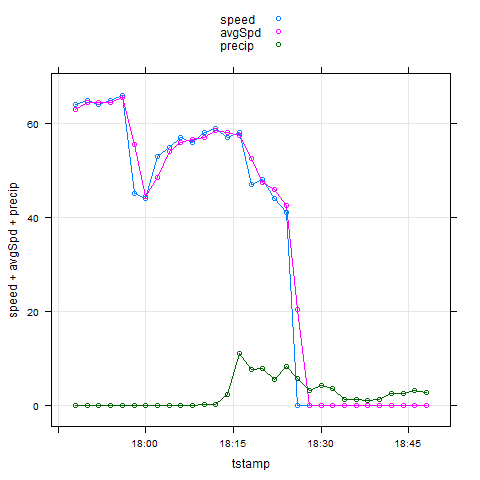 speed
avgSpd
precip
speed + avgSpd + precip
60
40
20
0
18:00 18:15 18:30 18:45
tstamp